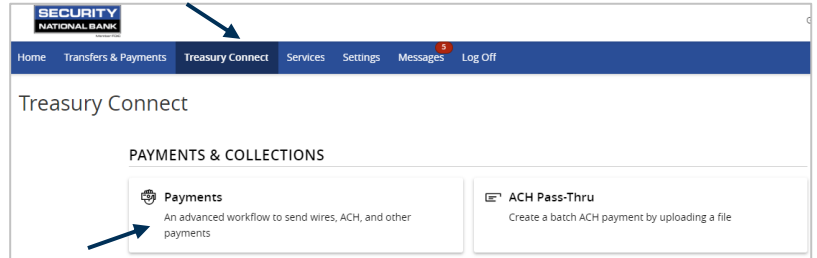 SECURITY
NATIONAL BANK
Member FDIC
Home Transfers & Payments Treasury Connect Services Settings Messages 5 Log Off
Treasury Connect
PAYMENTS & COLLECTIONS
Payments
An advanced workflow to send wires, ACH, and other
payments
ACH Pass-Thru
Create a batch ACH payment by uploading a file